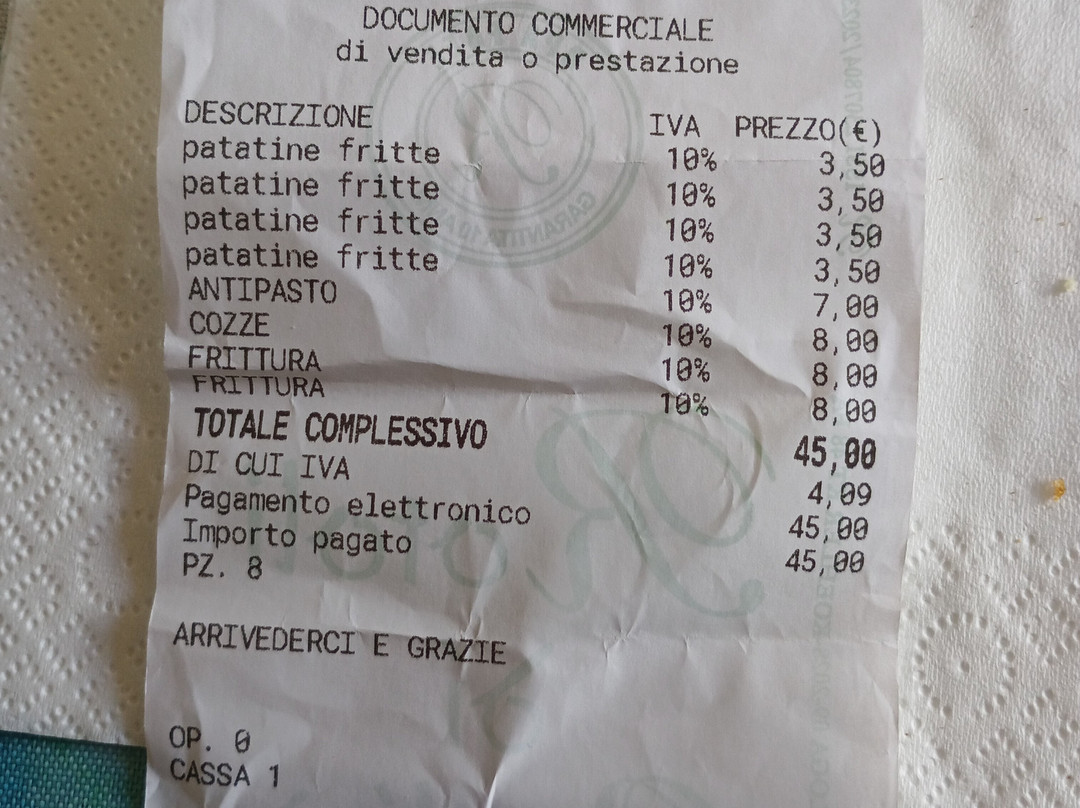 DOCUMENTO COMMERCIALE
di vendita o prestazione
DESCRIZIONE IVA PREZZO(€)
patatine fritte 10% 3,50
patatine fritte 10% 3,50
patatine fritte 10% 3,50
patatine fritte 10% 3,50
ANTIPASTO 10% 7,00
COZZE 10% 8,00
FRITTURA 10% 8,00
FRITTURA 10% 8,00
TOTALE COMPLESSIVO 45,00
DI CUI IVA 4,09
Pagamento elettronico 45,00
Importo pagato 45,00
PZ. 8
ARRIVEDERCI E GRAZIE
OP. 0
CASSA 1